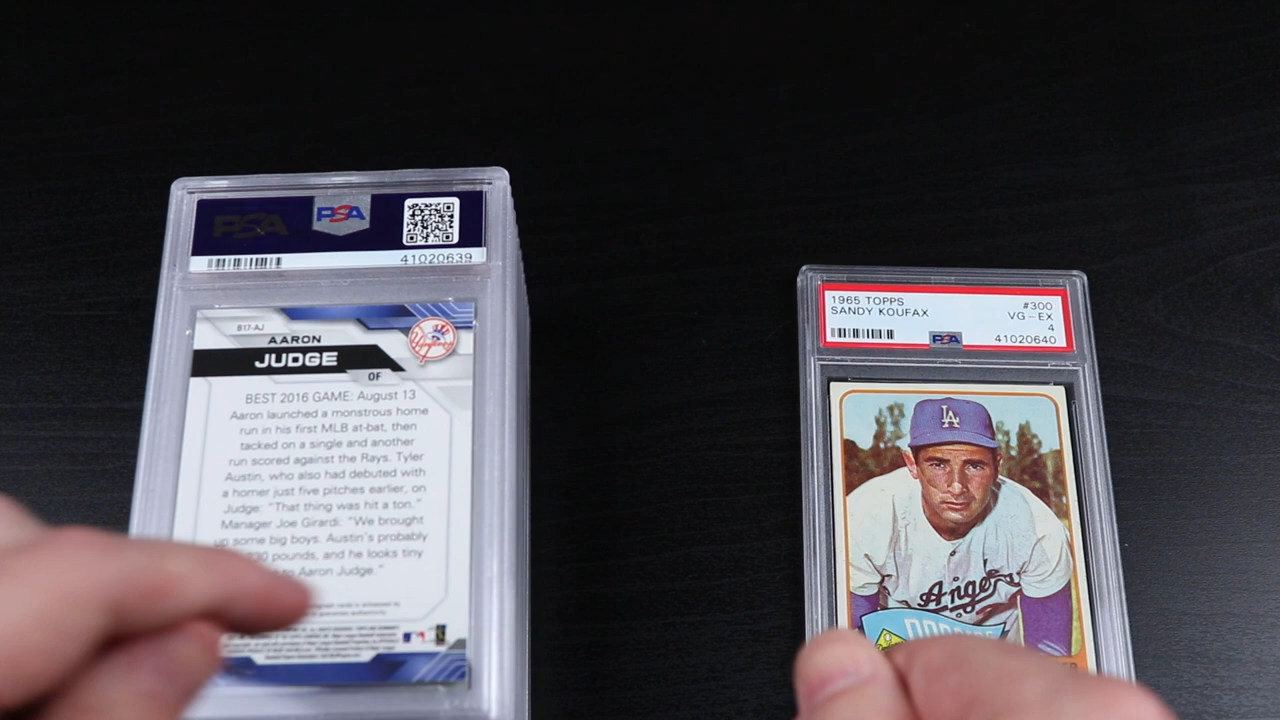 PSA
PSA
41020639
B17-AJ
AARON
JUDGE
OF
BEST 2016 GAME: August 13
Aaron launched a monstrous home
run in his first MLB at-bat, then
tacked on a single and another
run scored against the Rays. Tyler
Austin, who also had debuted with
a homer just five pitches earlier, on
Judge: "That thing was hit a ton."
Manager Joe Girardi: "We brought
up some big boys. Austin's probably
pounds, and he looks tiny
to Aaron Judge."
1965 TOPPS #300
SANDY KOUFAX VG-EX
4
PSA 41020640
LA
Angele
DODGERS